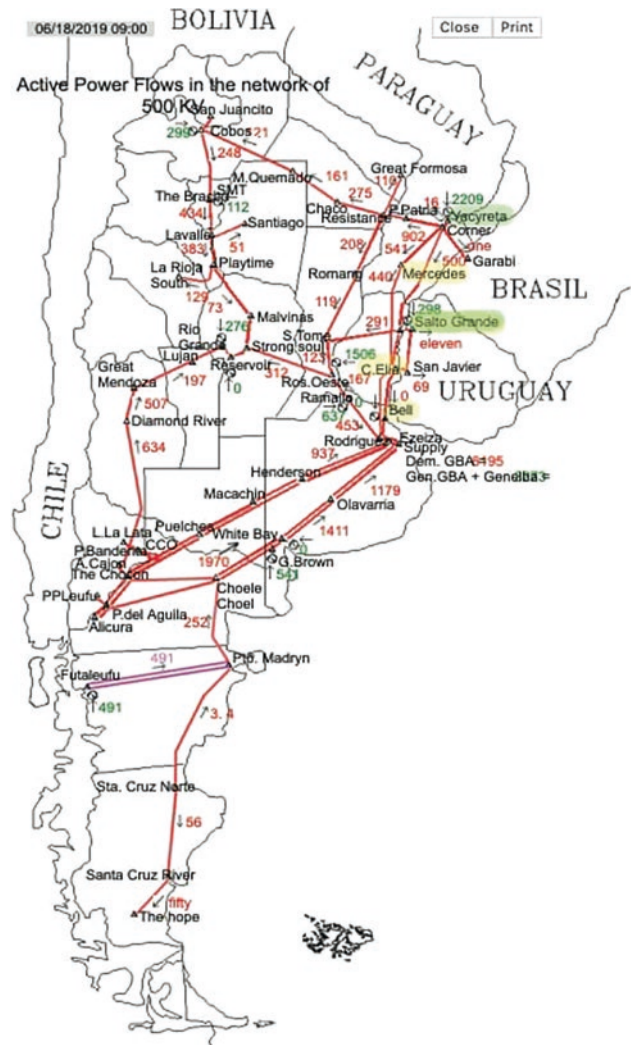 BOLIVIA
06/18/2019 09:00
Close
Print
PARAGUAY
Active Power Flows in the network of
500 KV
San Juancito
299
Cobos
21
248
M.Quemado
161
Great Formosa
275
116
The Bracho
SMT
112
Chaco
Resistance
P.Patria
16
2209
Yacyreta
Corner
434
Santiago
902
Lavalle
51
383
208
541
500
one
Garabi
Playtime
Romang
440
Mercedes
La Rioja
South
129
73
BRASIL
119
298
Malvinas
291
Salto Grande
Rio
Grande
276
S.Tome
eleven
Strong soul
123
1506
C.Elia
San Javier
Lujan
Reservoir
312
Ros.Oeste
167
69
URUGUAY
Great
Mendoza
197
0
Ramallo
0
0
507
637
Bell
Diamond River
453
Rodriguez
Ezeiza
634
937
Supply
Henderson
Dem. GBA =
Gen.GBA + Geneiba =
1179
Macachin
Olavarria
CHILE
Puelches
L.La Lata
White Bay
1411
P.Banderita
CCO
0
A.Cajon
1970
G.Brown
The Chocon
541
Choele
Choel
PPLeufu
P.del Aguila
252
Alicura
491
Futaleufu
Pto. Madryn
491
3. 4
Sta. Cruz Norte
56
Santa Cruz River
fifty
The hope